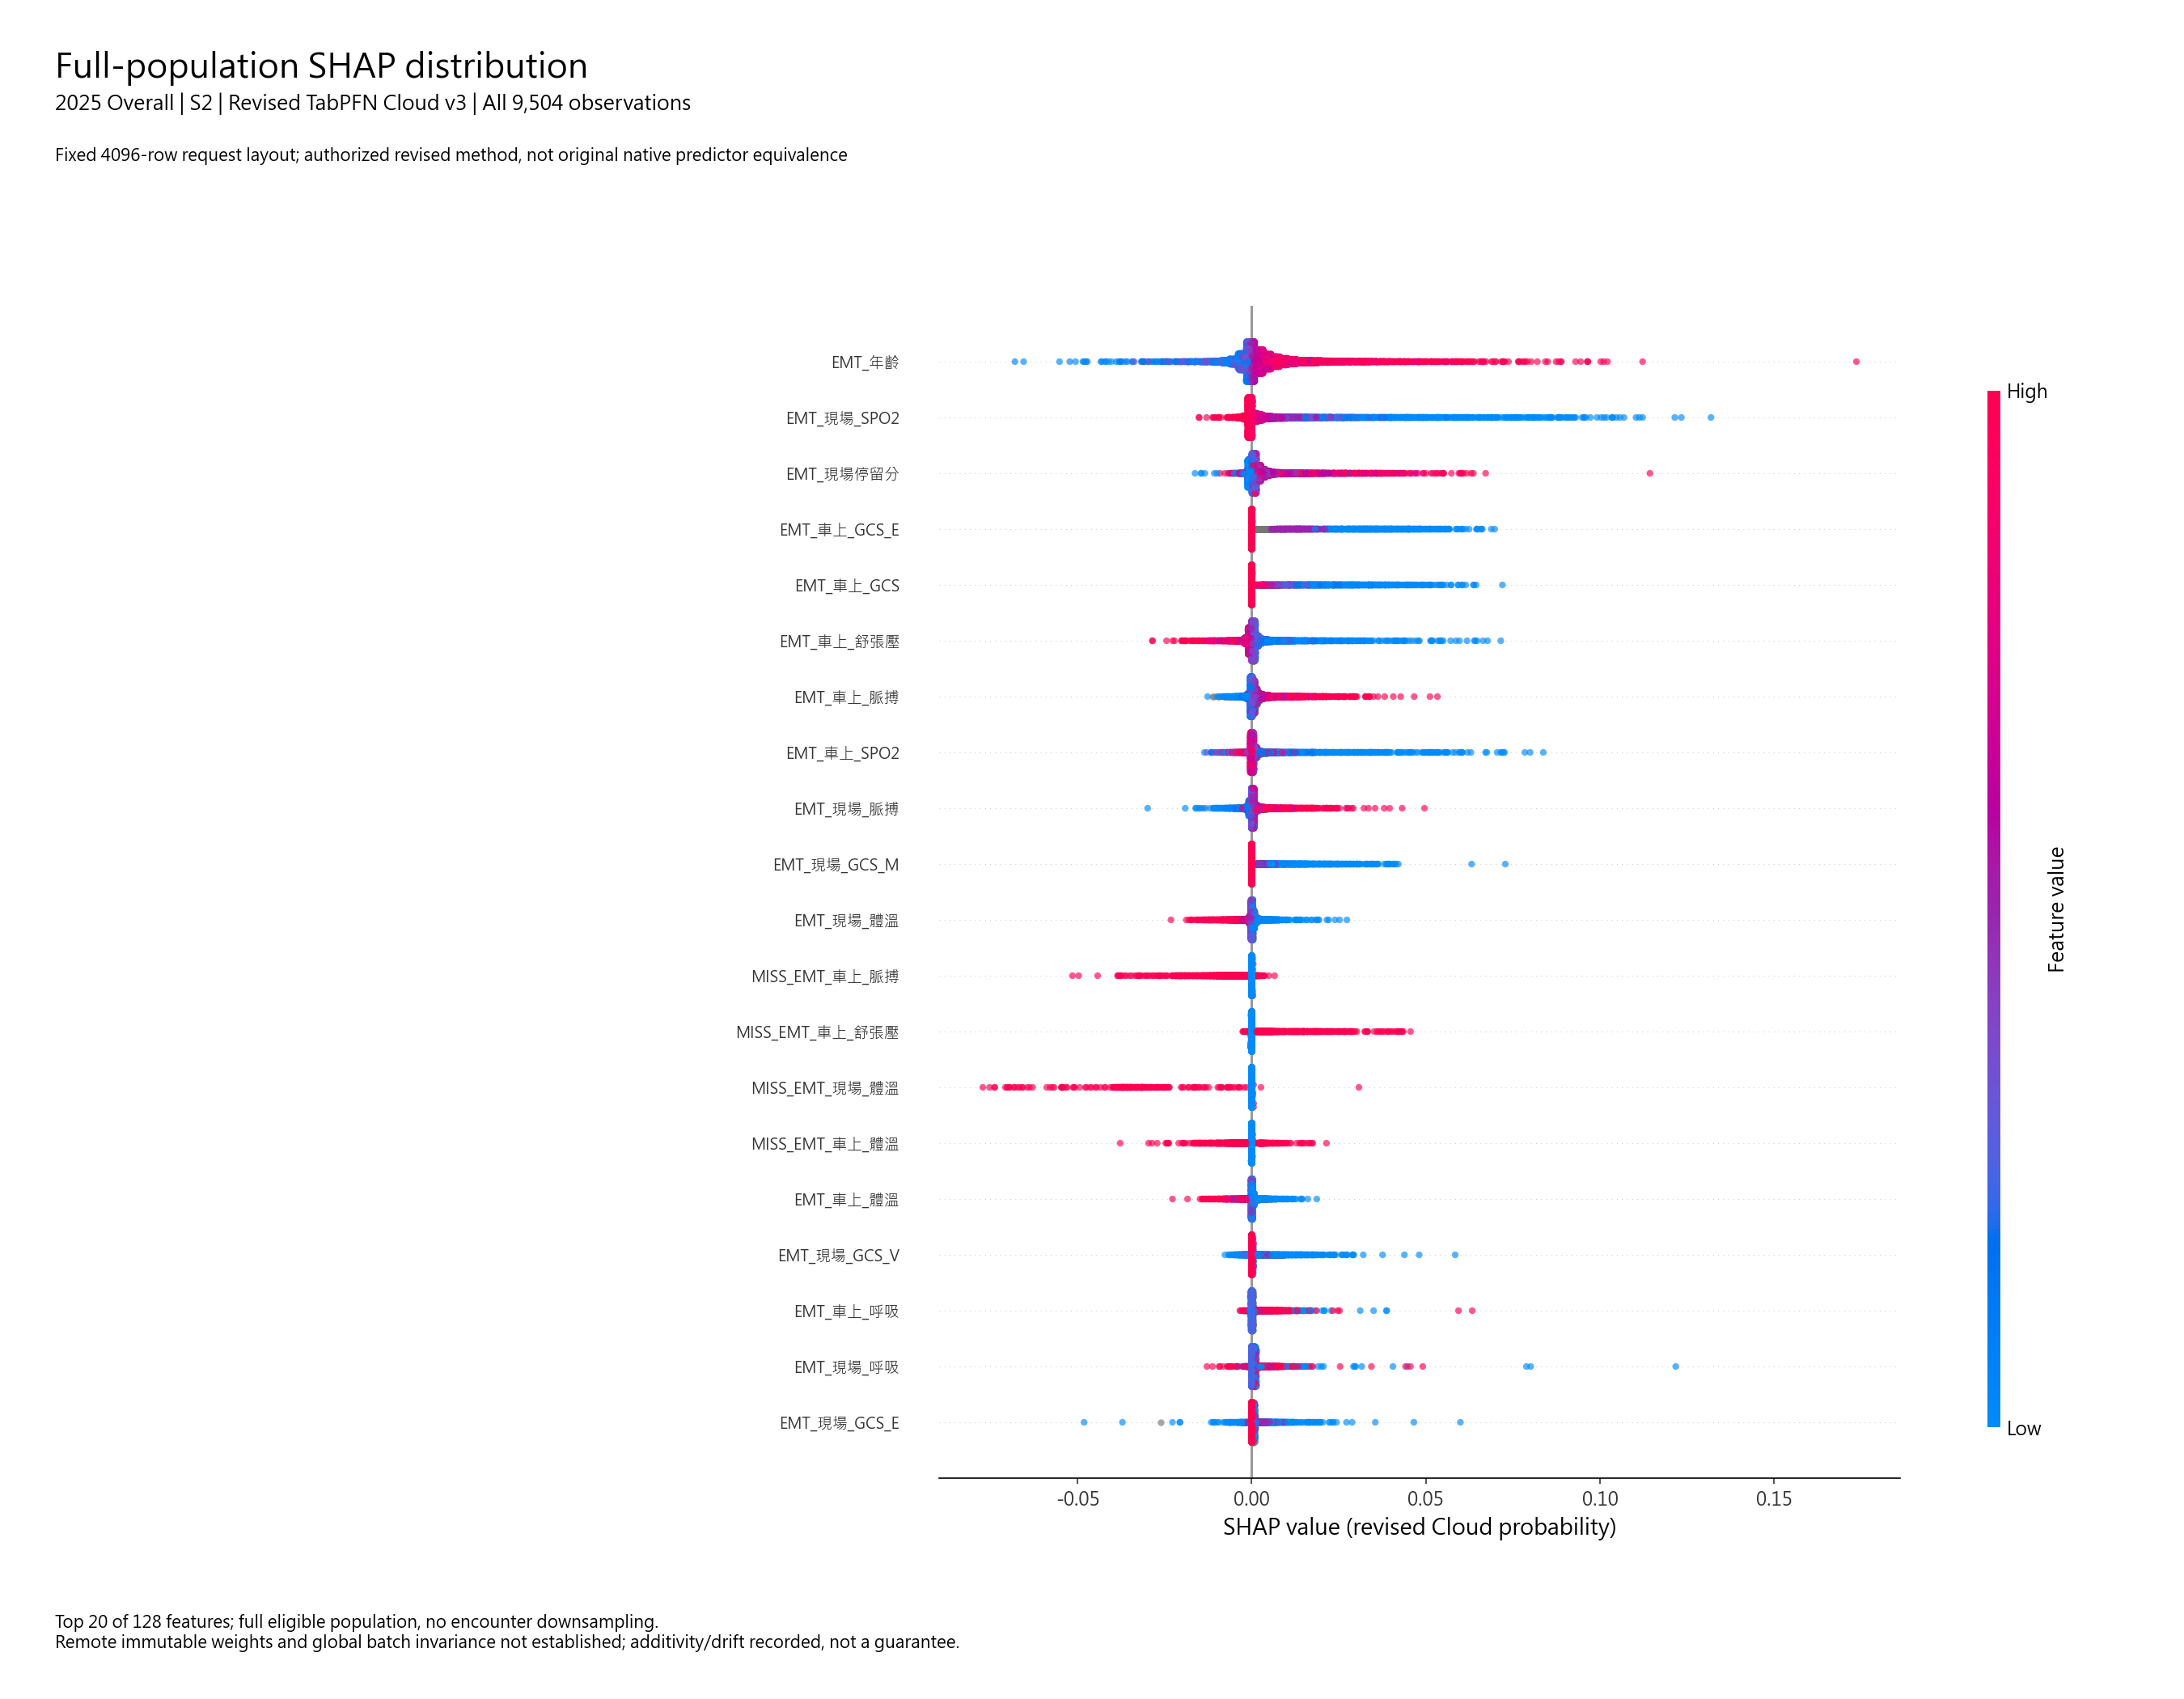 Full-population SHAP distribution
2025 Overall | S2 | Revised TabPFN Cloud v3 | All 9,504 observations
Fixed 4096-row request layout; authorized revised method, not original native predictor equivalence
EMT_年齡
EMT_現場_SPO2
EMT_現場停留分
EMT_車上_GCS_E
EMT_車上_GCS
EMT_車上_舒張壓
EMT_車上_脈搏
EMT_車上_SPO2
EMT_現場_脈搏
EMT_現場_GCS_M
EMT_現場_體溫
MISS_EMT_車上_脈搏
MISS_EMT_車上_舒張壓
MISS_EMT_現場_體溫
MISS_EMT_車上_體溫
EMT_車上_體溫
EMT_現場_GCS_V
EMT_車上_呼吸
EMT_現場_呼吸
EMT_現場_GCS_E
-0.05 0.00 0.05 0.10 0.15
SHAP value (revised Cloud probability)
High
Feature value
Low
Top 20 of 128 features; full eligible population, no encounter downsampling.
Remote immutable weights and global batch invariance not established; additivity/drift recorded, not a guarantee.